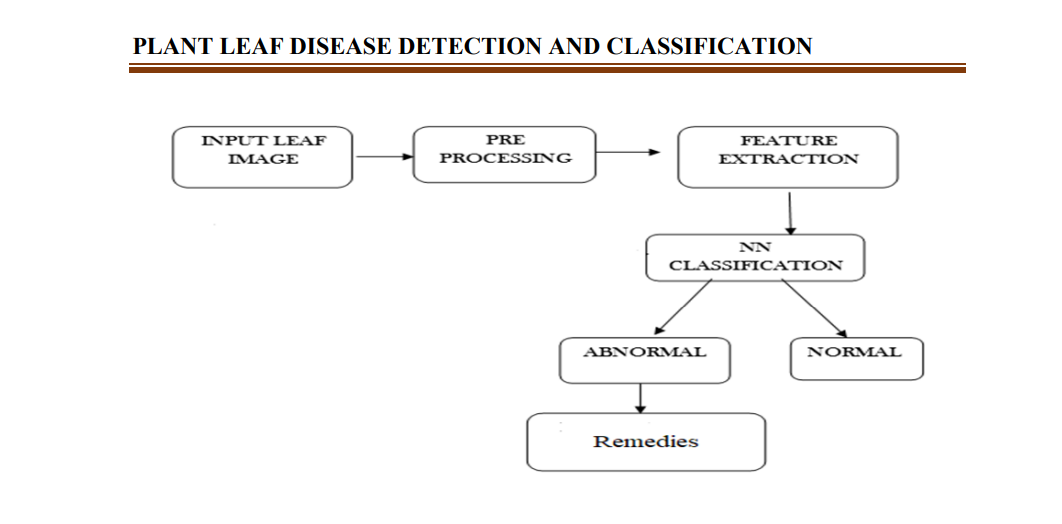 PLANT LEAF DISEASE DETECTION AND CLASSIFICATION
INPUT LEAF
IMAGE
PRE
PROCESSING
FEATURE
EXTRACTION
NN
CLASSIFICATION
ABNORMAL
NORMAL
Remedies